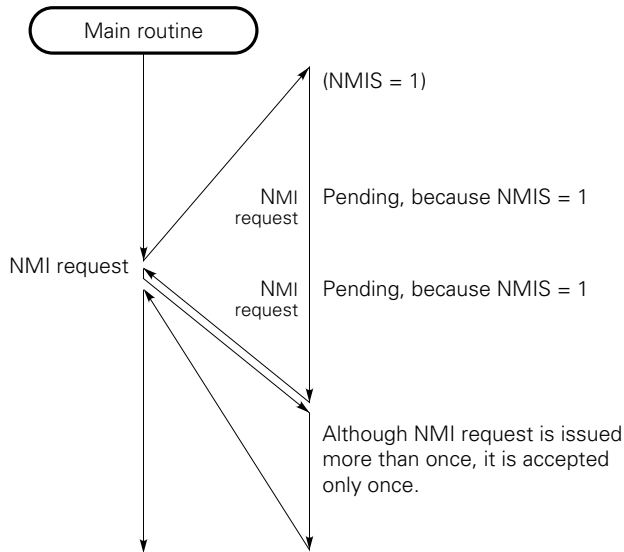 Main routine
(NMIS = 1)
NMI
request
Pending, because NMIS = 1
NMI request
NMI
request
Pending, because NMIS = 1
Although NMI request is issued
more than once, it is accepted
only once.